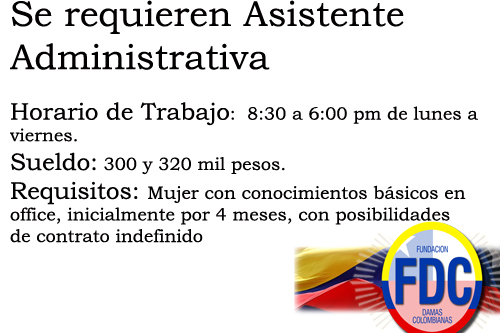 Se requieren Asistente
Administrativa
Horario de Trabajo:  8:30 a 6:00 pm de lunes a
viernes.
Sueldo: 300 y 320 mil pesos.
Requisitos: Mujer con conocimientos básicos en
office, inicialmente por 4 meses, con posibilidades
de contrato indefinido
FUNDACION
FDC
DAMAS
COLOMBIANAS